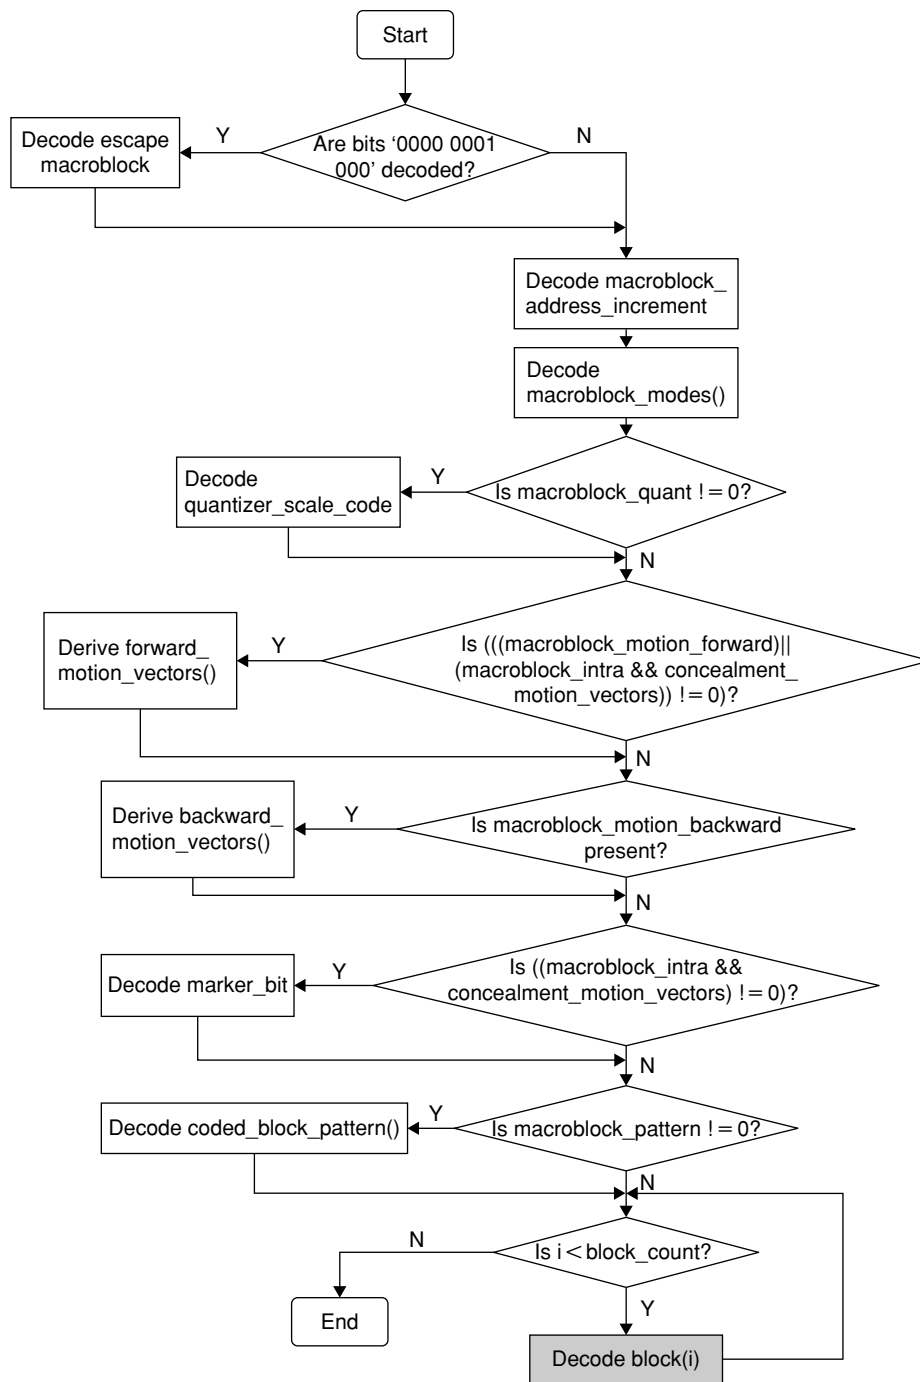 Start
Are bits ‘0000 0001
000’ decoded?
Y
N
Decode escape
macroblock
Decode macroblock_
address_increment
Decode
macroblock_modes()
Is macroblock_quant != 0?
Y
Decode
quantizer_scale_code
N
Is (((macroblock_motion_forward)||
(macroblock_intra && concealment_
motion_vectors)) != 0)?
Y
Derive forward_
motion_vectors()
N
Is macroblock_motion_backward
present?
Y
Derive backward_
motion_vectors()
N
Is ((macroblock_intra &&
concealment_motion_vectors) != 0)?
Y
Decode marker_bit
N
Is macroblock_pattern != 0?
Y
Decode coded_block_pattern()
N
Is i < block_count?
N
End
Y
Decode block(i)